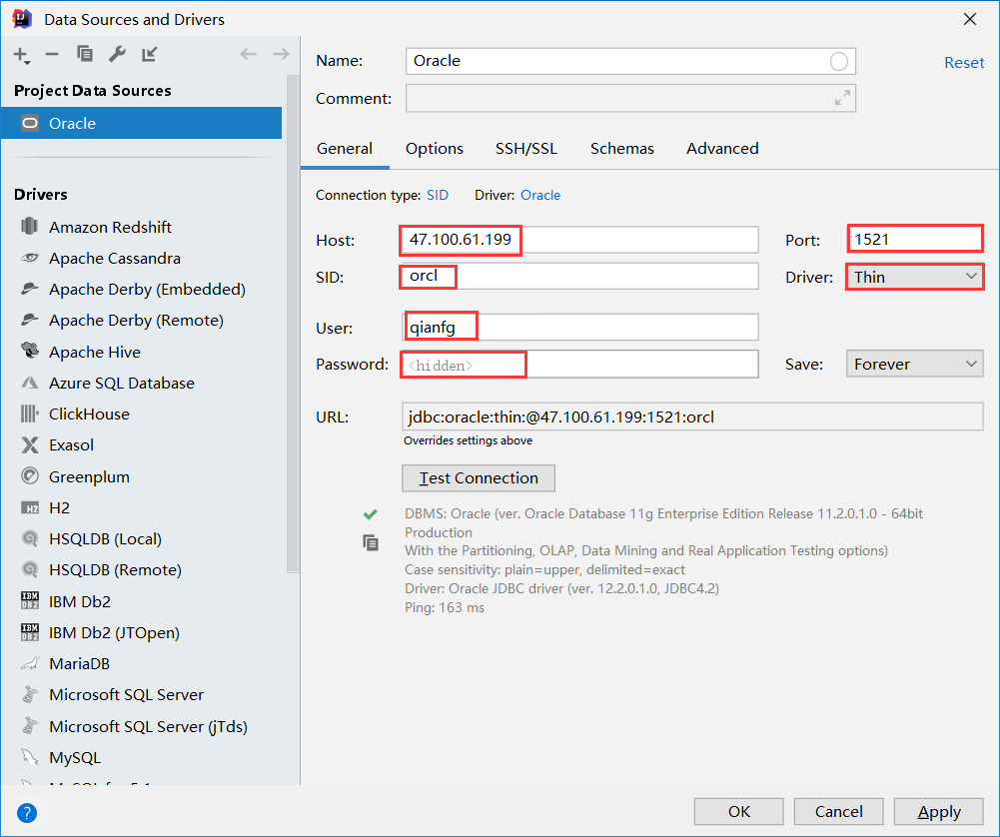 Data Sources and Drivers
Project Data Sources
Oracle
Drivers
Amazon Redshift
Apache Cassandra
Apache Derby (Embedded)
Apache Derby (Remote)
Apache Hive
Azure SQL Database
ClickHouse
Exasol
Greenplum
H2
H2
HSQLDB (Local)
HSQLDB (Remote)
IBM DB2
IBM Db2
IBM DB2
IBM Db2 (JTOpen)
MariaDB
Microsoft SQL Server
Microsoft SQL Server (jTds)
MySQL
?
Name: Oracle
Reset
Comment:
General Options SSH/SSL Schemas Advanced
Connection type: SID Driver: Oracle
Host: 47.100.61.199 Port: 1521
SID: orcl Driver: Thin
User: qianfg
Password: <hidden> Save: Forever
URL: jdbc:oracle:thin:@47.100.61.199:1521:orcl
Overrides settings above
Test Connection
DBMS: Oracle (ver. Oracle Database 11g Enterprise Edition Release 11.2.0.1.0 - 64bit
Production
With the Partitioning, OLAP, Data Mining and Real Application Testing options)
Case sensitivity: plain=upper, delimited=exact
Driver: Oracle JDBC driver (ver. 12.2.0.1.0, JDBC4.2)
Ping: 163 ms
OK Cancel Apply